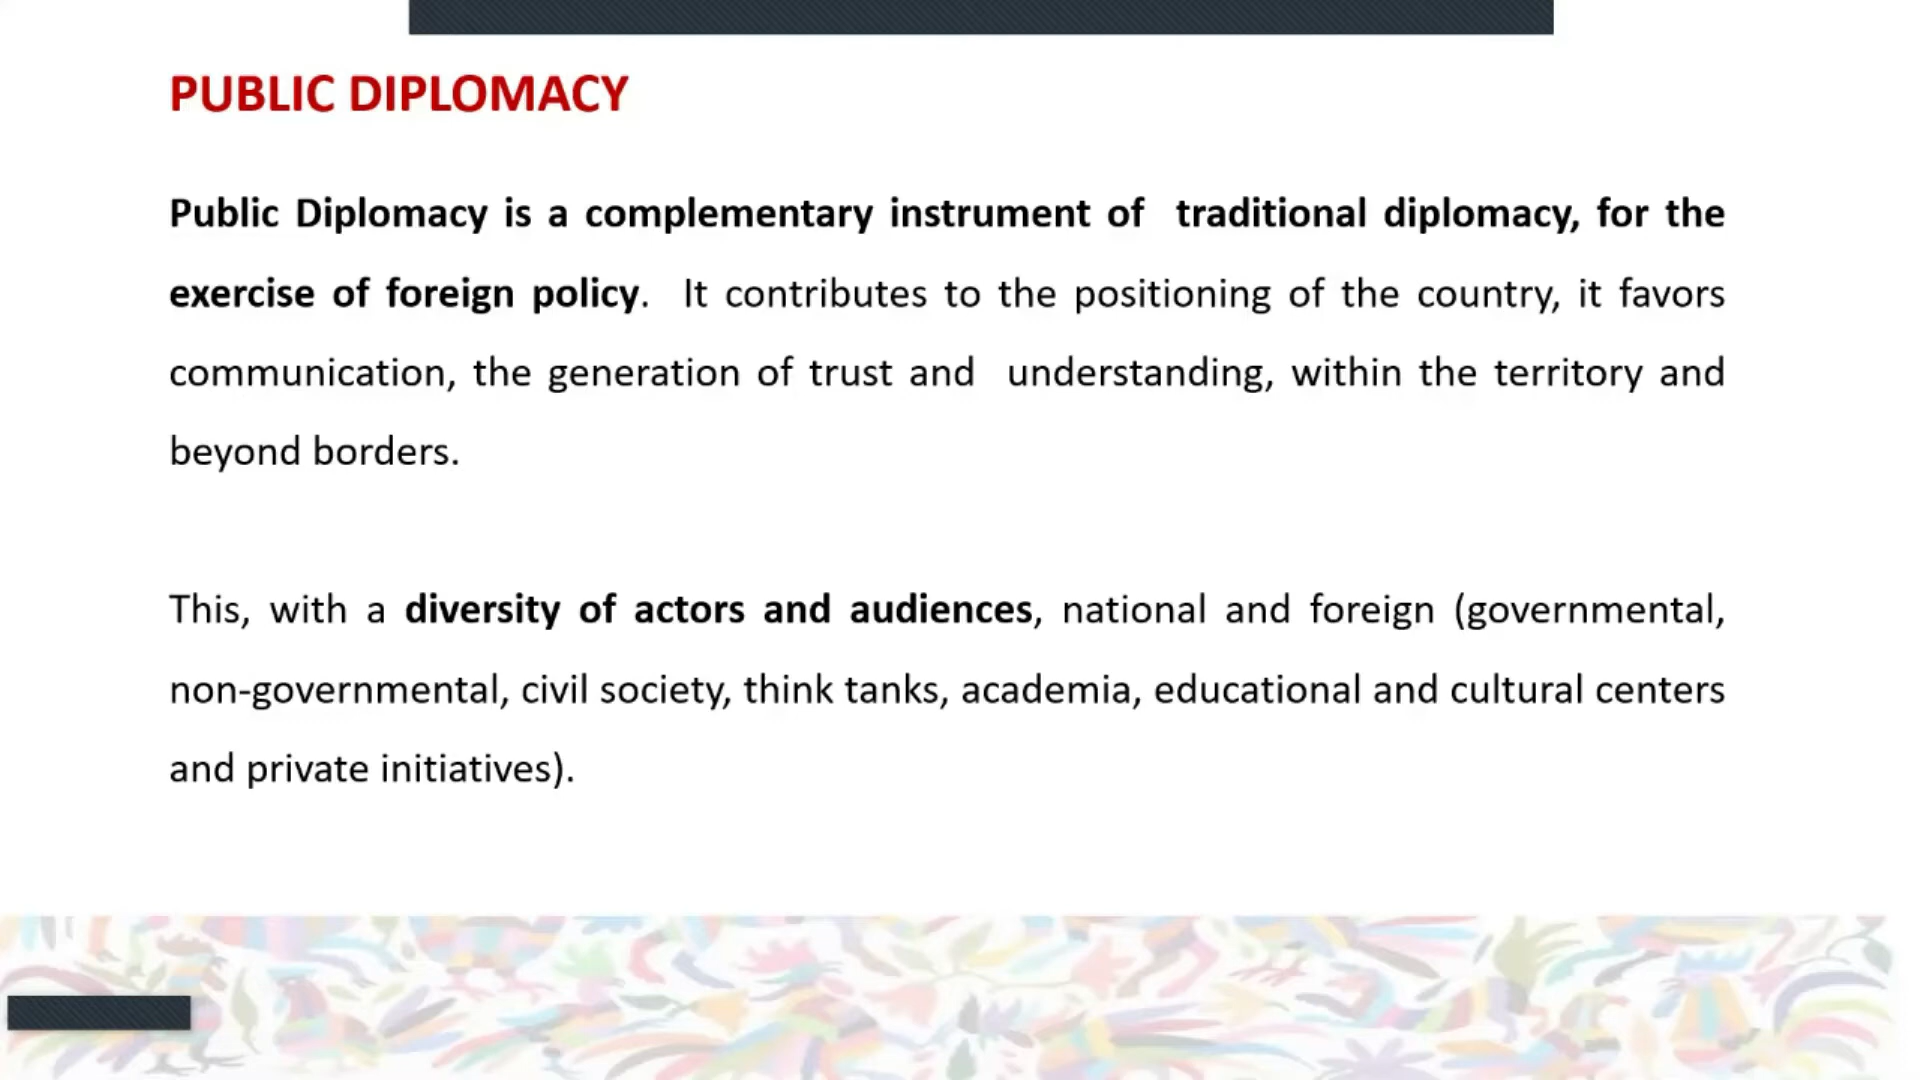 PUBLIC DIPLOMACY
Public Diplomacy is a complementary instrument of traditional diplomacy, for the
exercise of foreign policy. It contributes to the positioning of the country, it favors
communication, the generation of trust and understanding, within the territory and
beyond borders.
This, with a diversity of actors and audiences, national and foreign (governmental,
non-governmental, civil society, think tanks, academia, educational and cultural centers
and private initiatives).